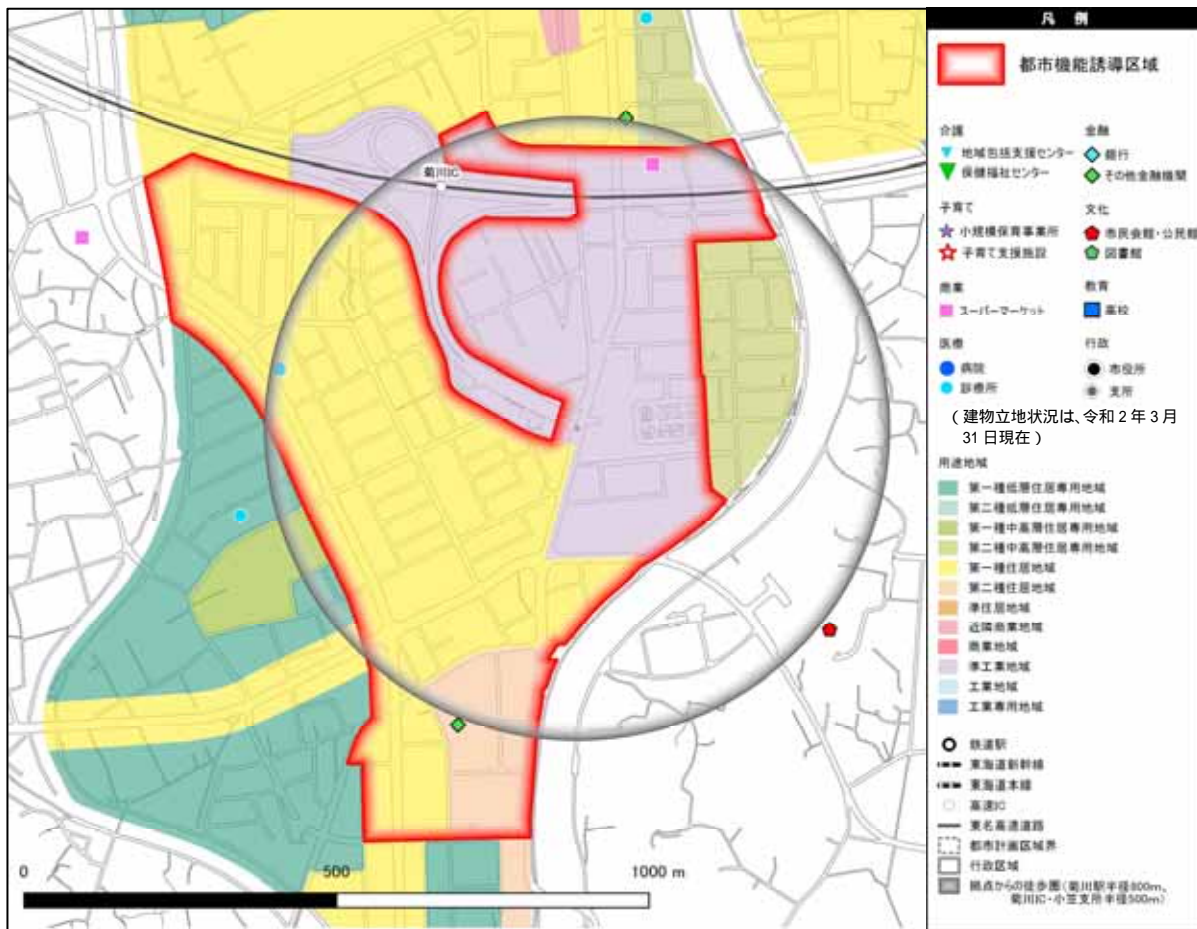 菊川IC
0 500 1000 m
凡 例
都市機能誘導区域
介護
地域包括支援センター
保健福祉センター
子育て
小規模保育事業所
子育て支援施設
商業
スーパーマーケット
医療
病院
診療所
金融
銀行
その他金融機関
文化
市民会館・公民館
図書館
教育
高校
行政
市役所
支所
(建物立地状況は、令和2年3月
31日現在)
用途地域
第一種低層住居専用地域
第二種低層住居専用地域
第一種中高層住居専用地域
第二種中高層住居専用地域
第一種住居地域
第二種住居地域
準住居地域
近隣商業地域
商業地域
準工業地域
工業地域
工業専用地域
鉄道駅
東海道新幹線
東海道本線
高速IC
東名高速道路
都市計画区域界
行政区域
拠点からの徒歩圏(菊川駅半径800m、
菊川IC・小笠支所半径500m)